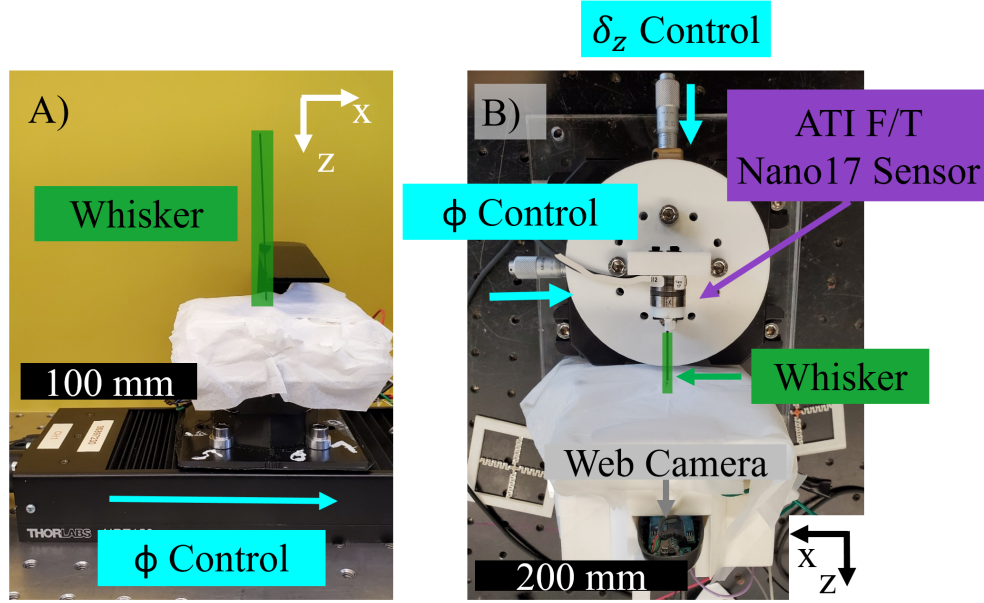 δz Control
A)
x
z
Whisker
100 mm
THORLABS
ϕ Control
B)
ATI F/T
Nano17 Sensor
ϕ Control
Whisker
Web Camera
200 mm
x
z